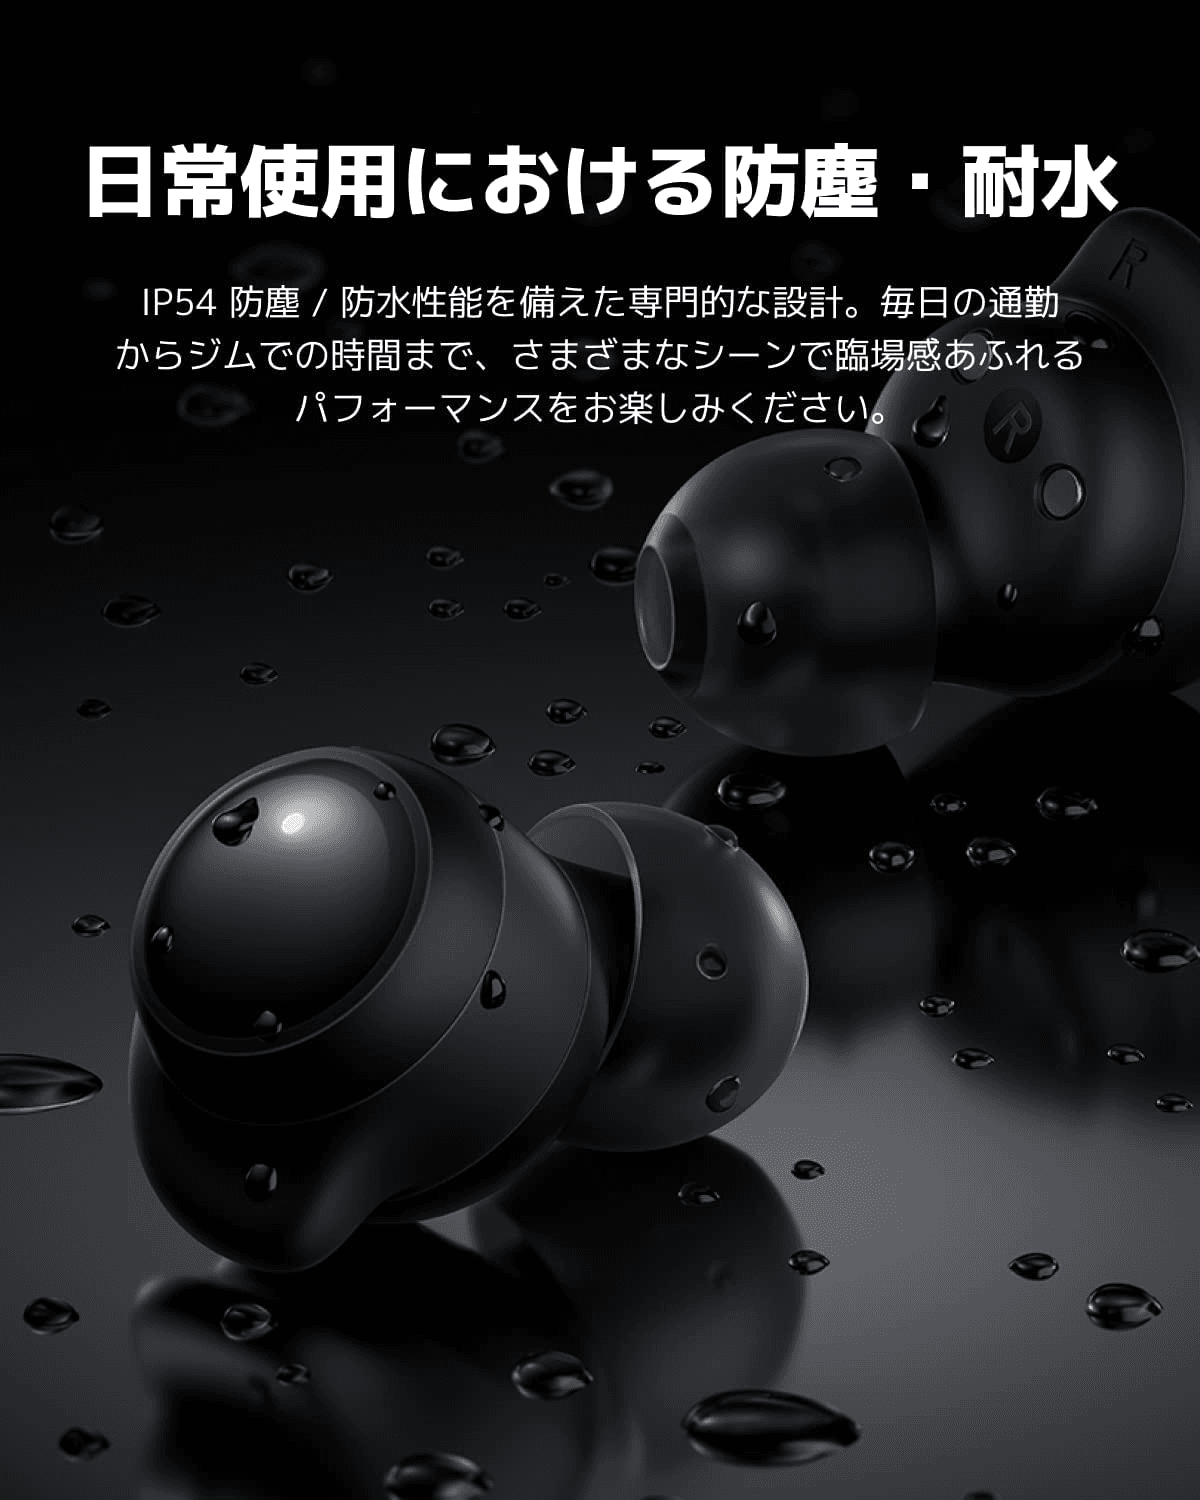 日常使用における防塵・耐水
IP54 防塵 / 防水性能を備えた専門的な設計。毎日の通勤
からジムでの時間まで、さまざまなシーンで臨場感あふれる
パフォーマンスをお楽しみください。
R
R